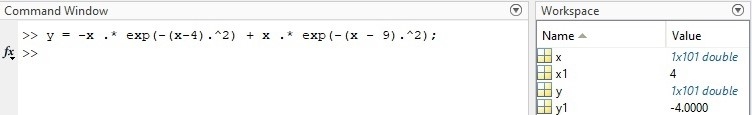 Command Window
>> y = -x .* exp(-(x-4).^2) + x .* exp(-(x - 9).^2);
fx >>
Workspace
Name Value
x 1x101 double
x1 4
y 1x101 double
y1 -4.0000